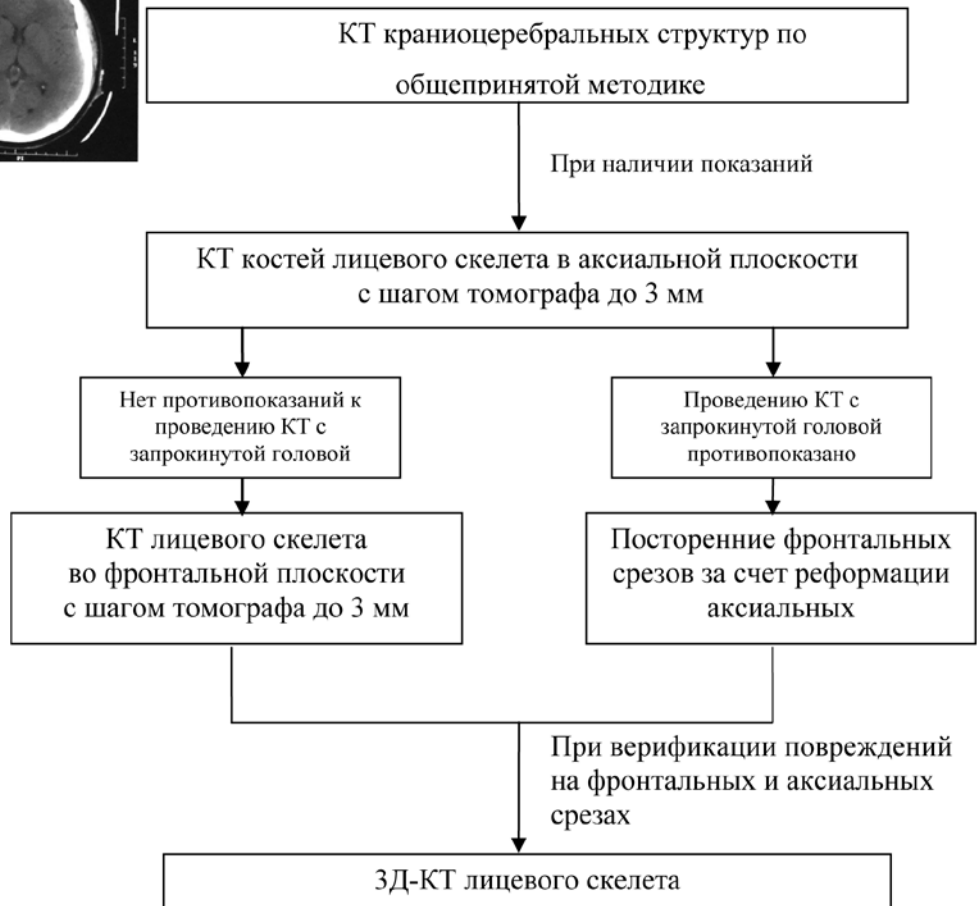 КТ краниоцеребральных структур по
общепринятой методике
При наличии показаний
КТ костей лицевого скелета в аксиальной плоскости
с шагом томографа до 3 мм
Нет противопоказаний к
проведению КТ с
запрокинутой головой
Проведению КТ с
запрокинутой головой
противопоказано
КТ лицевого скелета
во фронтальной плоскости
с шагом томографа до 3 мм
Посторенние фронтальных
срезов за счет реформации
аксиальных
При верификации повреждений
на фронтальных и аксиальных
срезах
3Д-КТ лицевого скелета